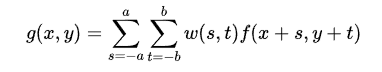 g(x, y) = \sum_{s=-a}^{a} \sum_{t=-b}^{b} w(s, t) f(x + s, y + t)